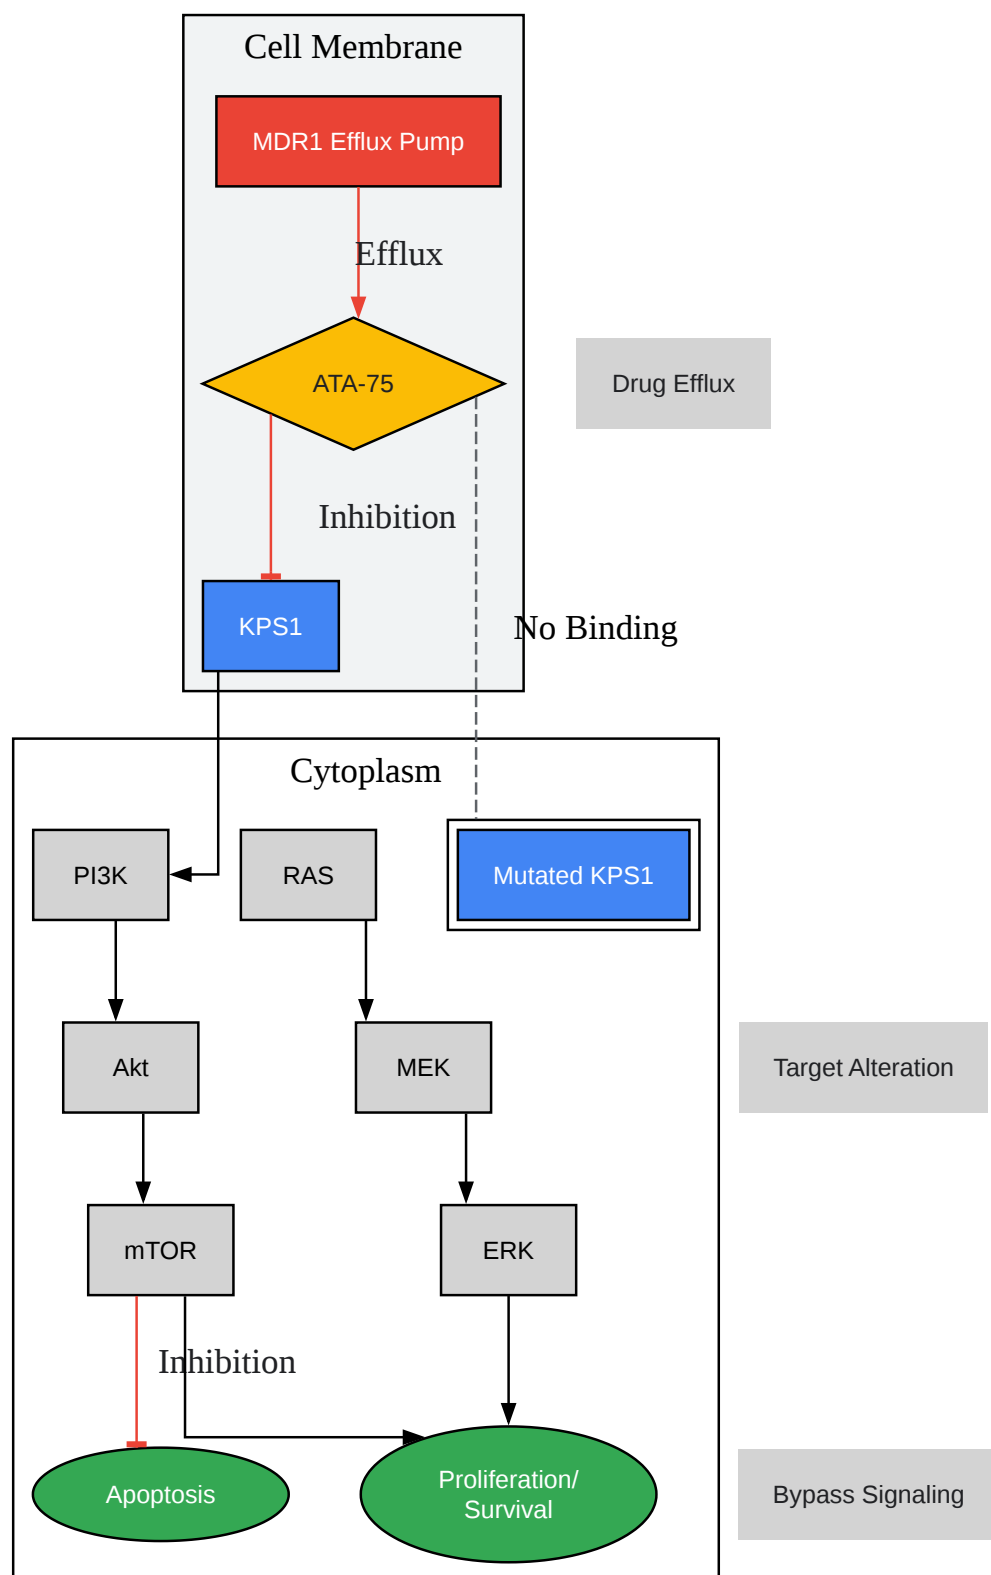 Cell Membrane
MDR1 Efflux Pump
Efflux
ATA-75
Drug Efflux
Inhibition
KPS1
No Binding
Cytoplasm
PI3K
RAS
Mutated KPS1
Akt
MEK
Target Alteration
mTOR
ERK
Inhibition
Apoptosis
Proliferation/
Survival
Bypass Signaling